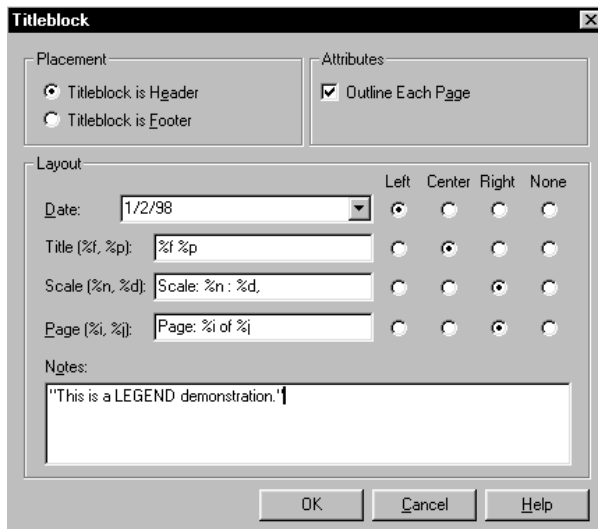 Titleblock
Placement
Titleblock is Header
Titleblock is Footer
Attributes
Outline Each Page
Layout
Left Center Right None
Date: 1/2/98
Title (%f, %p): %f %p
Scale (%n, %d): Scale: %n : %d,
Page (%i, %j): Page: %i of %j
Notes:
"This is a LEGEND demonstration."
OK Cancel Help